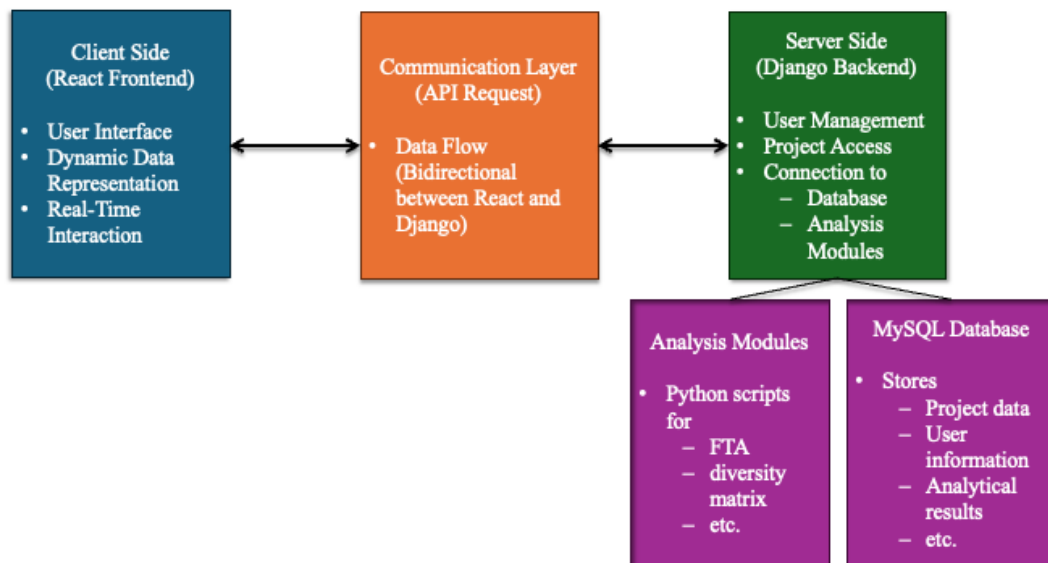 Client Side
(React Frontend)
• User Interface
• Dynamic Data
Representation
• Real-Time
Interaction
Communication Layer
(API Request)
• Data Flow
(Bidirectional
between React and
Django)
Server Side
(Django Backend)
• User Management
• Project Access
• Connection to
– Database
– Analysis
Modules
Analysis Modules
• Python scripts
for
– FTA
– diversity
matrix
– etc.
MySQL Database
• Stores
– Project data
– User
information
– Analytical
results
– etc.